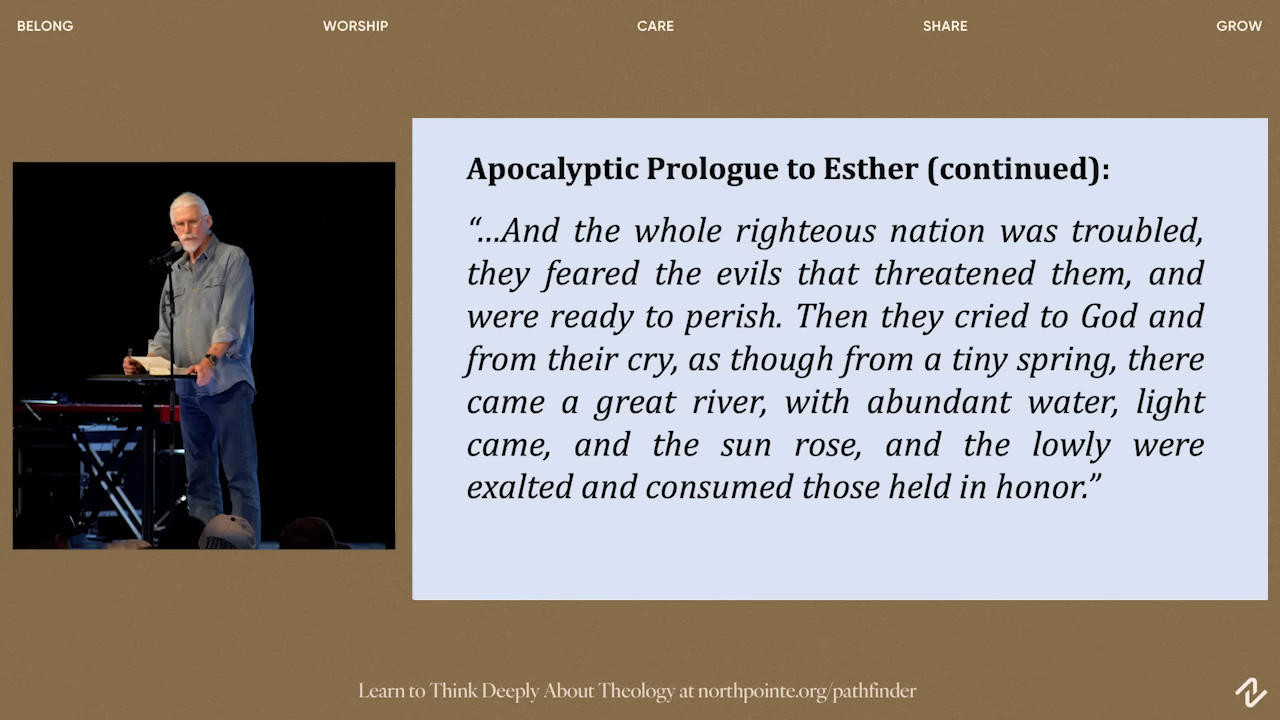 BELONG WORSHIP CARE SHARE GROW
Apocalyptic Prologue to Esther (continued):
“…And the whole righteous nation was troubled,
they feared the evils that threatened them, and
were ready to perish. Then they cried to God and
from their cry, as though from a tiny spring, there
came a great river, with abundant water, light
came, and the sun rose, and the lowly were
exalted and consumed those held in honor.”
Learn to Think Deeply About Theology at northpointe.org/pathfinder